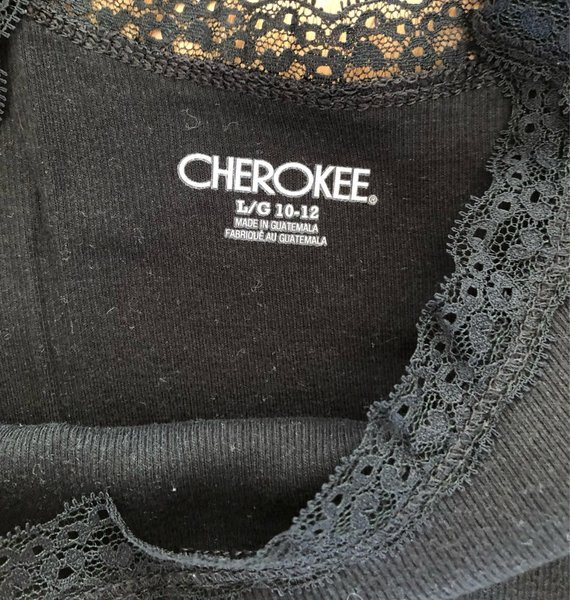 CHEROKEE®
L/G 10-12
MADE IN GUATEMALA
FABRIQUÉ AU GUATEMALA